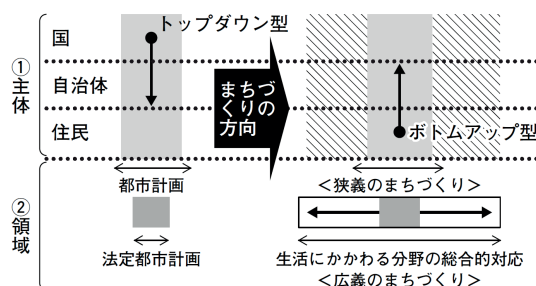 ①主体
国
自治体
住民
トップダウン型
まちづ
くりの
方向
ボトムアップ型
②領域
都市計画
法定都市計画
<狭義のまちづくり>
生活にかかわる分野の総合的対応
<広義のまちづくり>